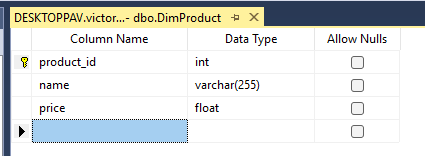 DESKTOPPAV.victor...- dbo.DimProduct
Column Name Data Type Allow Nulls
product_id int
name varchar(255)
price float